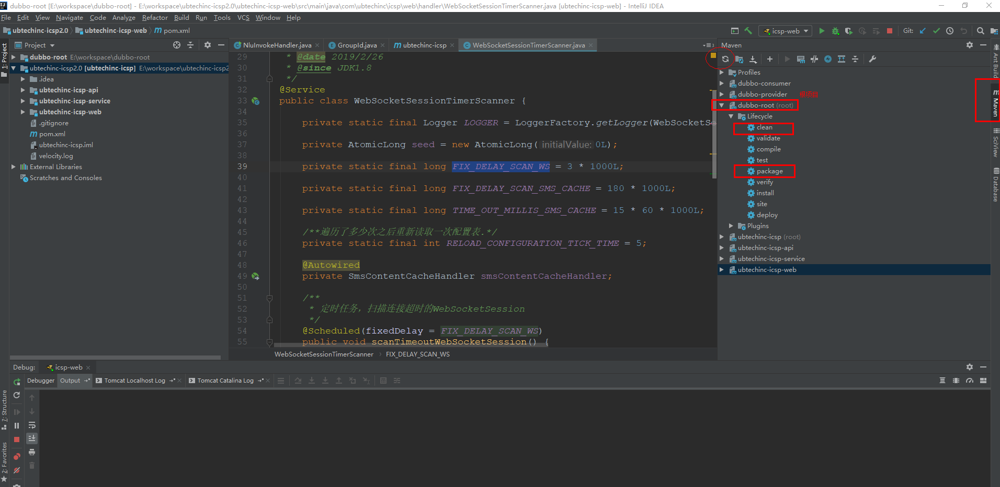 dubbo-root [E:\workspace\dubbo-root] - E:\workspace\ubtechinc-icsp2.0\ubtechinc-icsp-web\src\main\java\com\ubtechinc\icsp\web\handler\WebSocketSessionTimerScanner.java [ubtechinc-icsp-web] - IntelliJ IDEA
File Edit View Navigate Code Analyze Refactor Build Run Tools VCS Window Help
ubtechinc-icsp2.0 ubtechinc-icsp-web pom.xml
icsp-web Git:
Project
NluInvokeHandler.java GroupId.java ubtechinc-icsp WebSocketSessionTimerScanner.java
Maven
1: Project
dubbo-root E:\workspace\dubbo-root
ubtechinc-icsp2.0 [ubtechinc-icsp] E:\workspace\ubtechinc-icsp2
.idea
ubtechinc-icsp-api
ubtechinc-icsp-service
ubtechinc-icsp-web
.gitignore
pom.xml
ubtechinc-icsp.iml
velocity.log
External Libraries
Scratches and Consoles
29 * @date 2019/2/26
30 * @since JDK1.8
31 */
32 @Service
33 public class WebSocketSessionTimerScanner {
34
35 private static final Logger LOGGER = LoggerFactory.getLogger(WebSocketSe
36
37 private AtomicLong seed = new AtomicLong( initialValue: 0L);
38
39 private static final long FIX_DELAY_SCAN_WS = 3 * 1000L;
40
41 private static final long FIX_DELAY_SCAN_SMS_CACHE = 180 * 1000L;
42
43 private static final long TIME_OUT_MILLIS_SMS_CACHE = 15 * 60 * 1000L;
44
45 /**遍历了多少次之后重新读取一次配置表.*/
46 private static final int RELOAD_CONFIGURATION_TICK_TIME = 5;
47
48 @Autowired
49 private SmsContentCacheHandler smsContentCacheHandler;
50
51 /**
52 * 定时任务，扫描连接超时的WebSocketSession
53 */
54 @Scheduled(fixedDelay = FIX_DELAY_SCAN_WS)
55 public void scanTimeoutWebSocketSession() {
WebSocketSessionTimerScanner FIX_DELAY_SCAN_WS
Profiles
dubbo-consumer
dubbo-provider 根项目
dubbo-root (root)
Lifecycle
clean
validate
compile
test
package
verify
install
site
deploy
Plugins
ubtechinc-icsp (root)
ubtechinc-icsp-api
ubtechinc-icsp-service
ubtechinc-icsp-web
Ant Build
Maven
SciView
Database
Debug: icsp-web
Debugger Output Tomcat Localhost Log Tomcat Catalina Log
7: Structure
2: Favorites